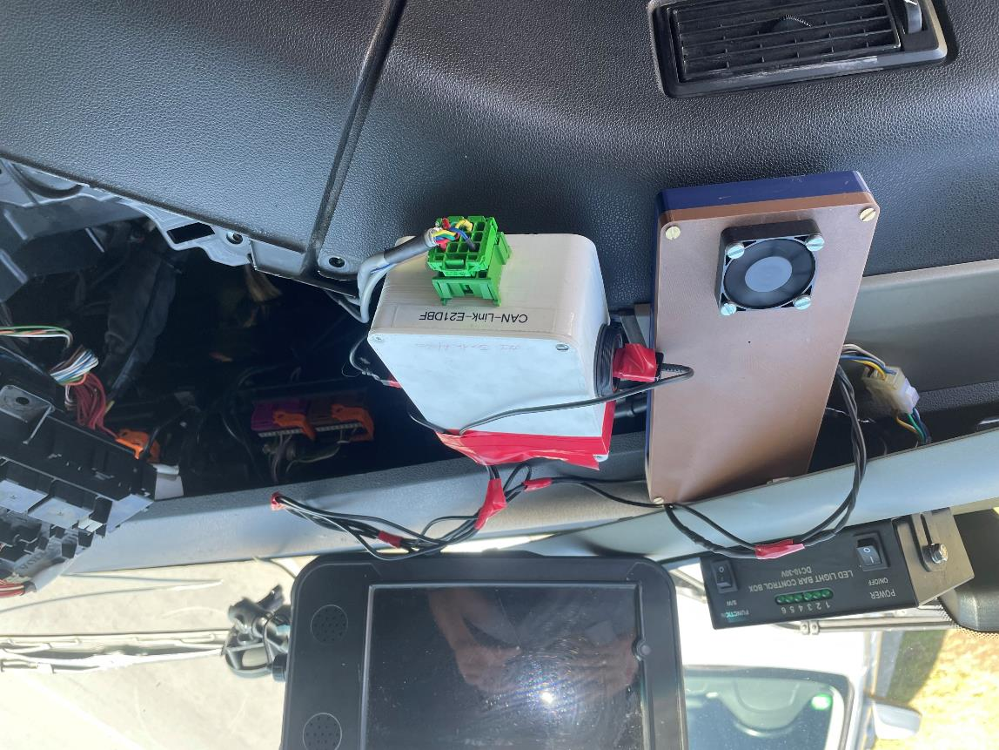 CAN-Link-E21DBF
POWER
ON/OFF
LED LIGHT BAR CONTROL BOX
DC10-30V
1 2 3 4 5 6
FUNCTION
S/W